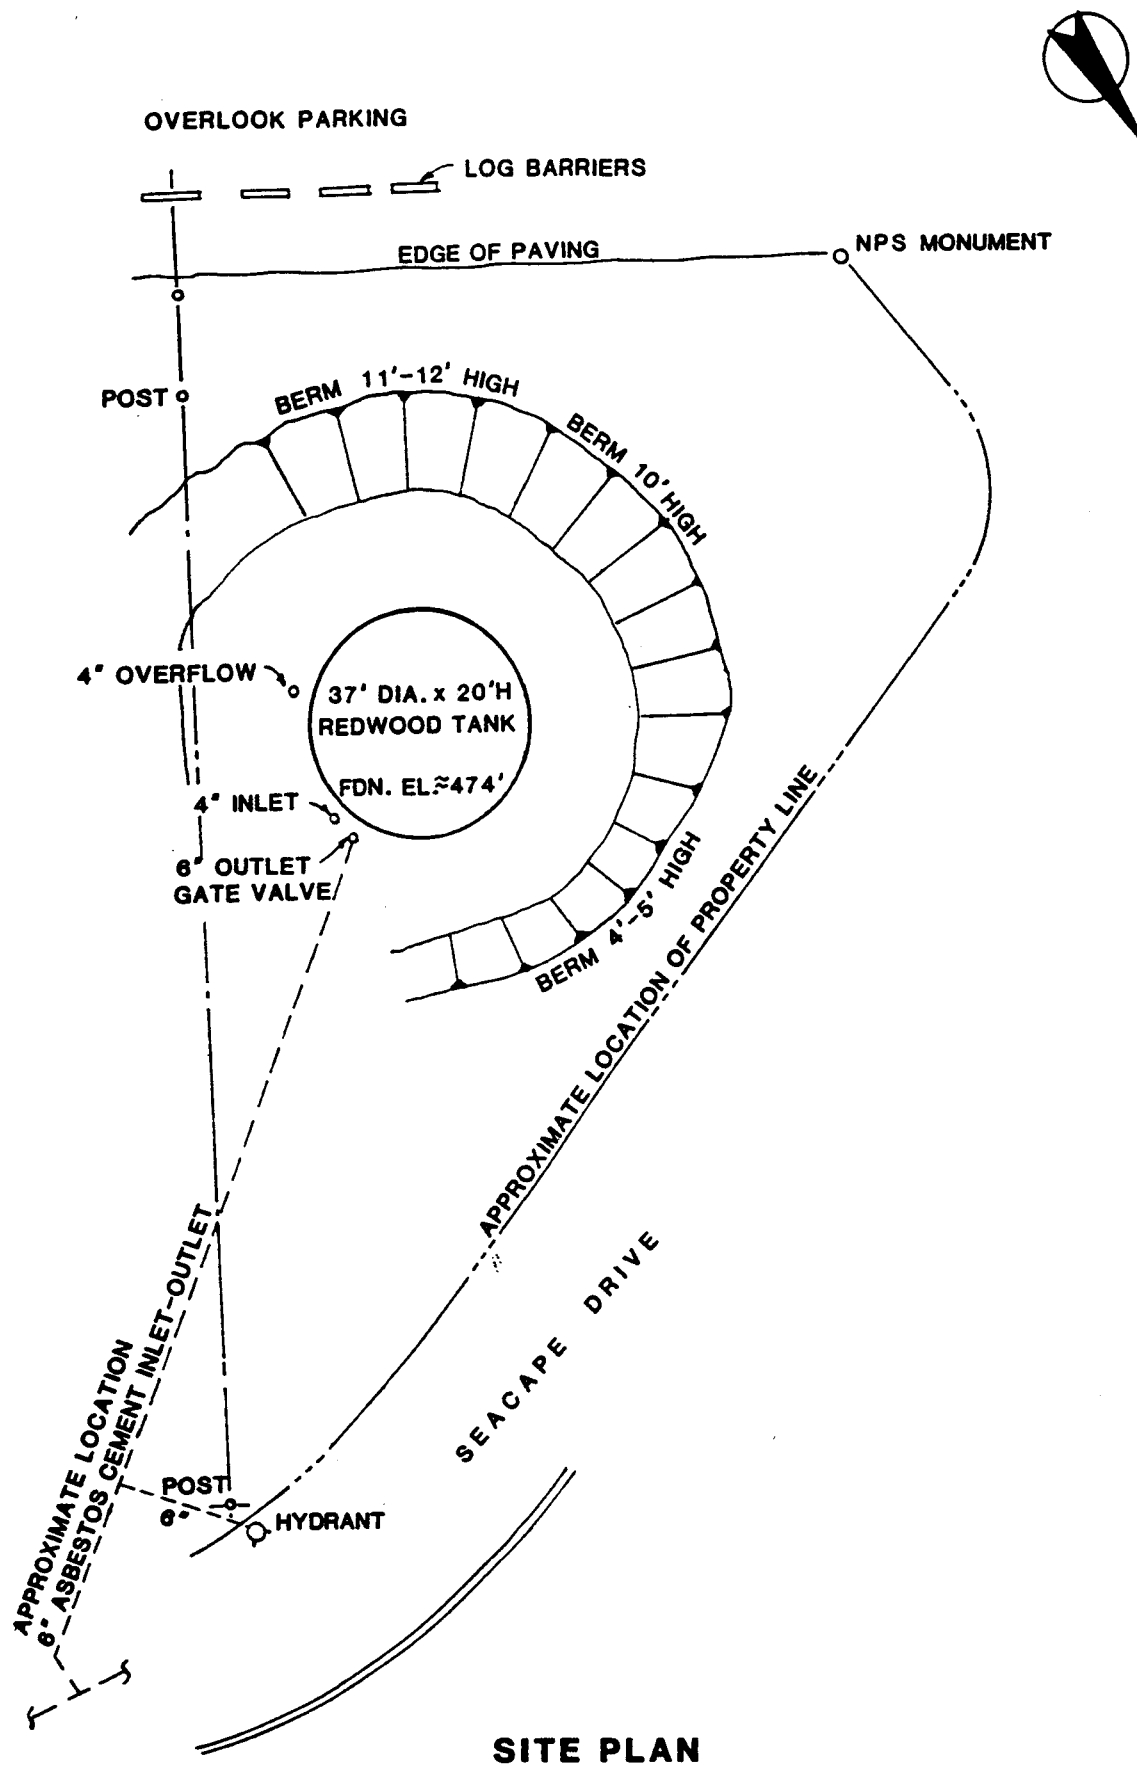 OVERLOOK PARKING
LOG BARRIERS
EDGE OF PAVING
NPS MONUMENT
POST
BERM 11'-12' HIGH
BERM 10' HIGH
4" OVERFLOW
37' DIA. x 20'H
REDWOOD TANK
FDN. EL.≈474'
4" INLET
6" OUTLET
GATE VALVE
BERM 4'-5' HIGH
APPROXIMATE LOCATION OF PROPERTY LINE
SEACAPE DRIVE
APPROXIMATE LOCATION
6" ASBESTOS CEMENT INLET-OUTLET
POST
6"
HYDRANT
SITE PLAN